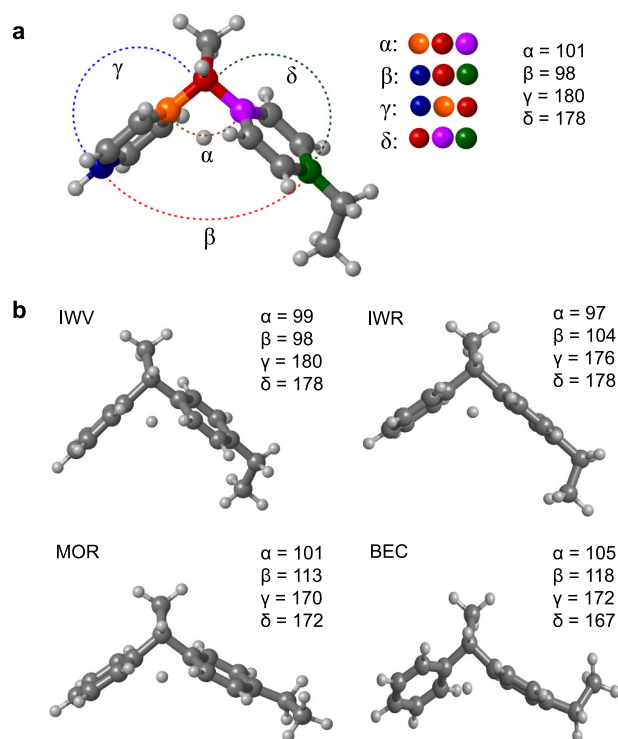 a
γ
δ
α
β
α:
β:
γ:
δ:
α = 101
β = 98
γ = 180
δ = 178
b
IWV
α = 99
β = 98
γ = 180
δ = 178
IWR
α = 97
β = 104
γ = 176
δ = 178
MOR
α = 101
β = 113
γ = 170
δ = 172
BEC
α = 105
β = 118
γ = 172
δ = 167